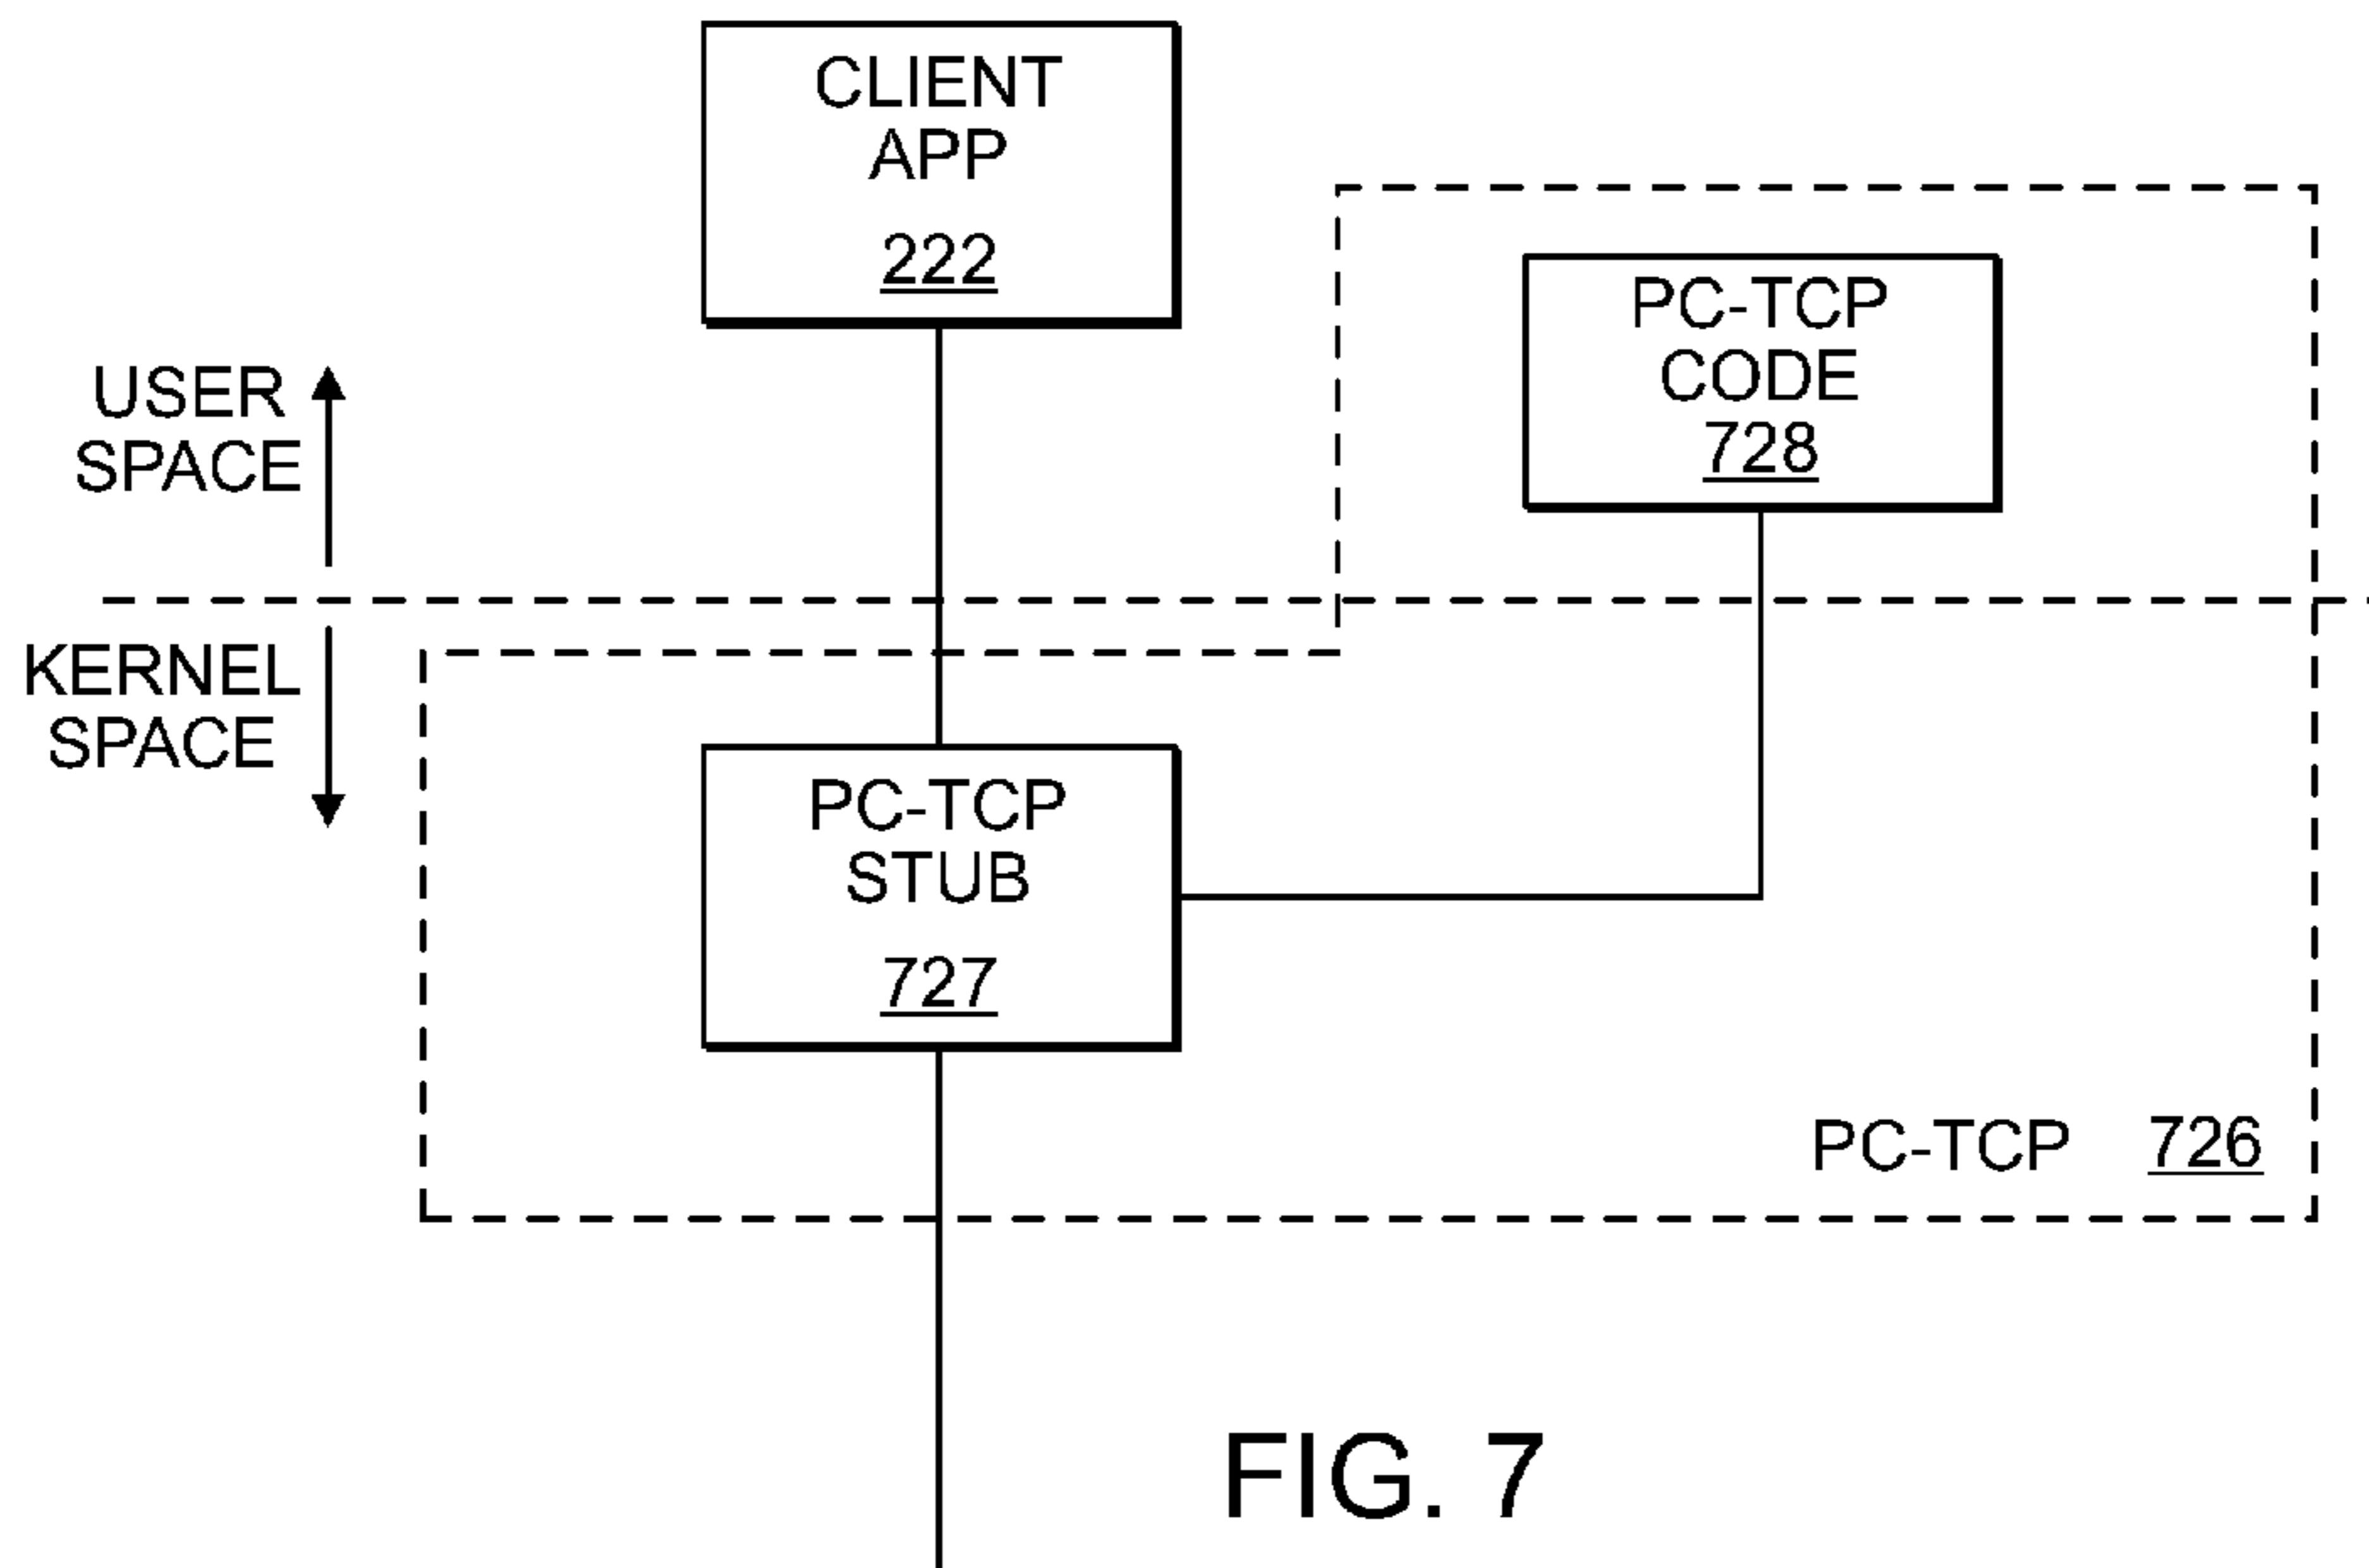 CLIENT
APP
222
PC-TCP
CODE
728
USER
SPACE
KERNEL
SPACE
PC-TCP
STUB
727
PC-TCP 726
FIG. 7